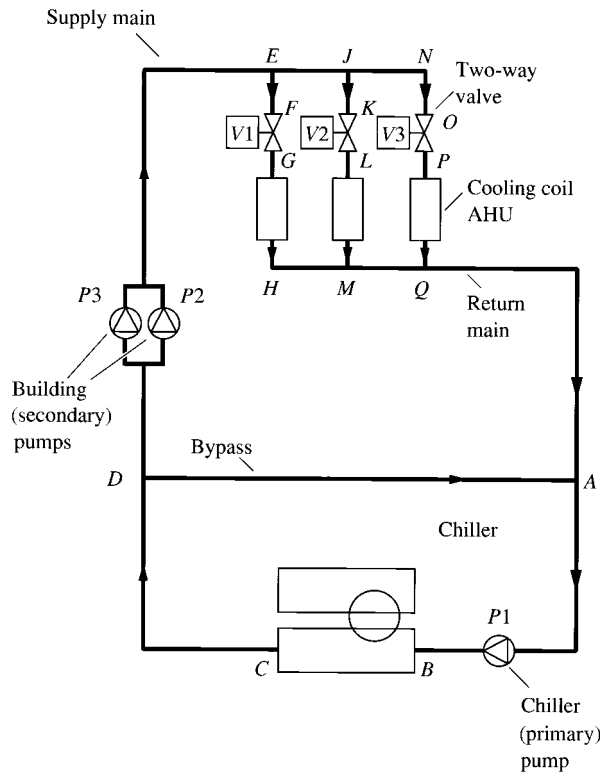 Supply main
E
J
N
Two-way
valve
F
K
O
V1
V2
V3
G
L
P
Cooling coil
AHU
H
M
Q
Return
main
P3
P2
Building
(secondary)
pumps
Bypass
D
A
Chiller
P1
C
B
Chiller
(primary)
pump